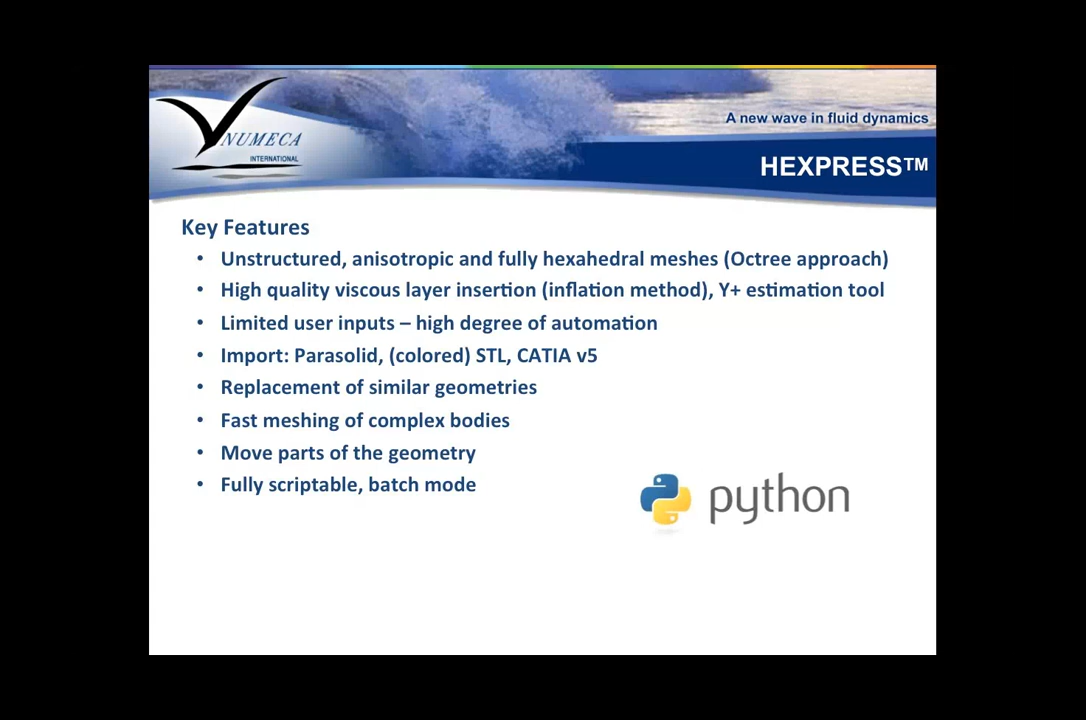 NUMECA
INTERNATIONAL
A new wave in fluid dynamics
HEXPRESS™
Key Features
• Unstructured, anisotropic and fully hexahedral meshes (Octree approach)
• High quality viscous layer insertion (inflation method), Y+ estimation tool
• Limited user inputs – high degree of automation
• Import: Parasolid, (colored) STL, CATIA v5
• Replacement of similar geometries
• Fast meshing of complex bodies
• Move parts of the geometry
• Fully scriptable, batch mode
python